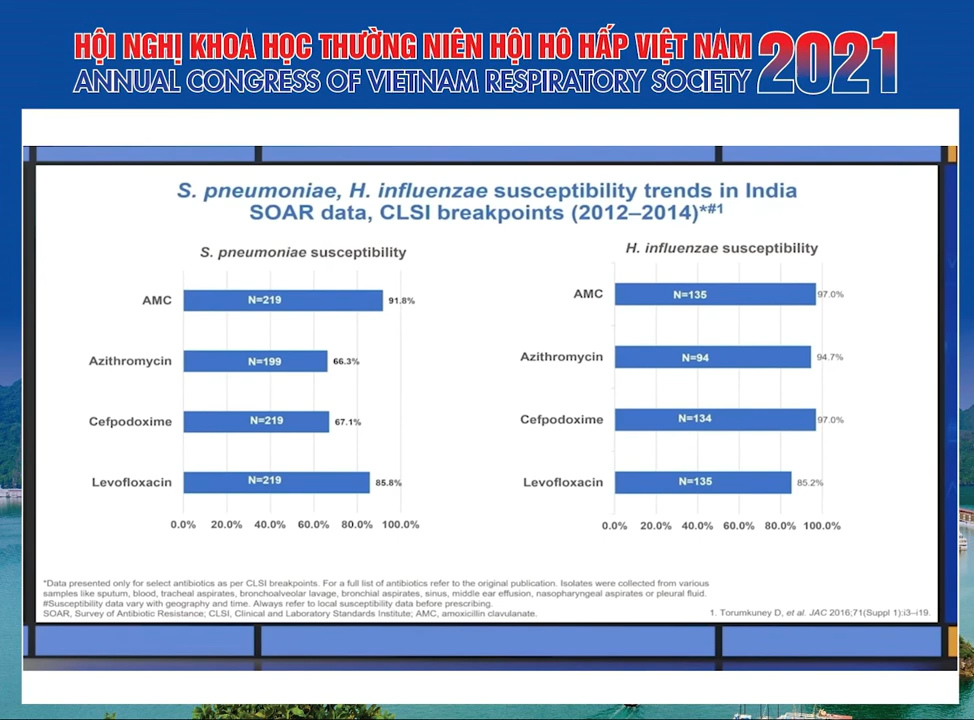 HỘI NGHỊ KHOA HỌC THƯỜNG NIÊN HỘI HÔ HẤP VIỆT NAM
ANNUAL CONGRESS OF VIETNAM RESPIRATORY SOCIETY
2021
S. pneumoniae, H. influenzae susceptibility trends in India
SOAR data, CLSI breakpoints (2012–2014)*#1
S. pneumoniae susceptibility
AMC N=219 91.8%
Azithromycin N=199 66.3%
Cefpodoxime N=219 67.1%
Levofloxacin N=219 85.8%
0.0% 20.0% 40.0% 60.0% 80.0% 100.0%
H. influenzae susceptibility
AMC N=135 97.0%
Azithromycin N=94 94.7%
Cefpodoxime N=134 97.0%
Levofloxacin N=135 85.2%
0.0% 20.0% 40.0% 60.0% 80.0% 100.0%
*Data presented only for select antibiotics as per CLSI breakpoints. For a full list of antibiotics refer to the original publication. Isolates were collected from various
samples like sputum, blood, tracheal aspirates, bronchoalveolar lavage, bronchial aspirates, sinus, middle ear effusion, nasopharyngeal aspirates or pleural fluid.
#Susceptibility data vary with geography and time. Always refer to local susceptibility data before prescribing.
SOAR, Survey of Antibiotic Resistance; CLSI, Clinical and Laboratory Standards Institute; AMC, amoxicillin clavulanate.
1. Torumkuney D, et al. JAC 2016;71(Suppl 1):i3–i19.